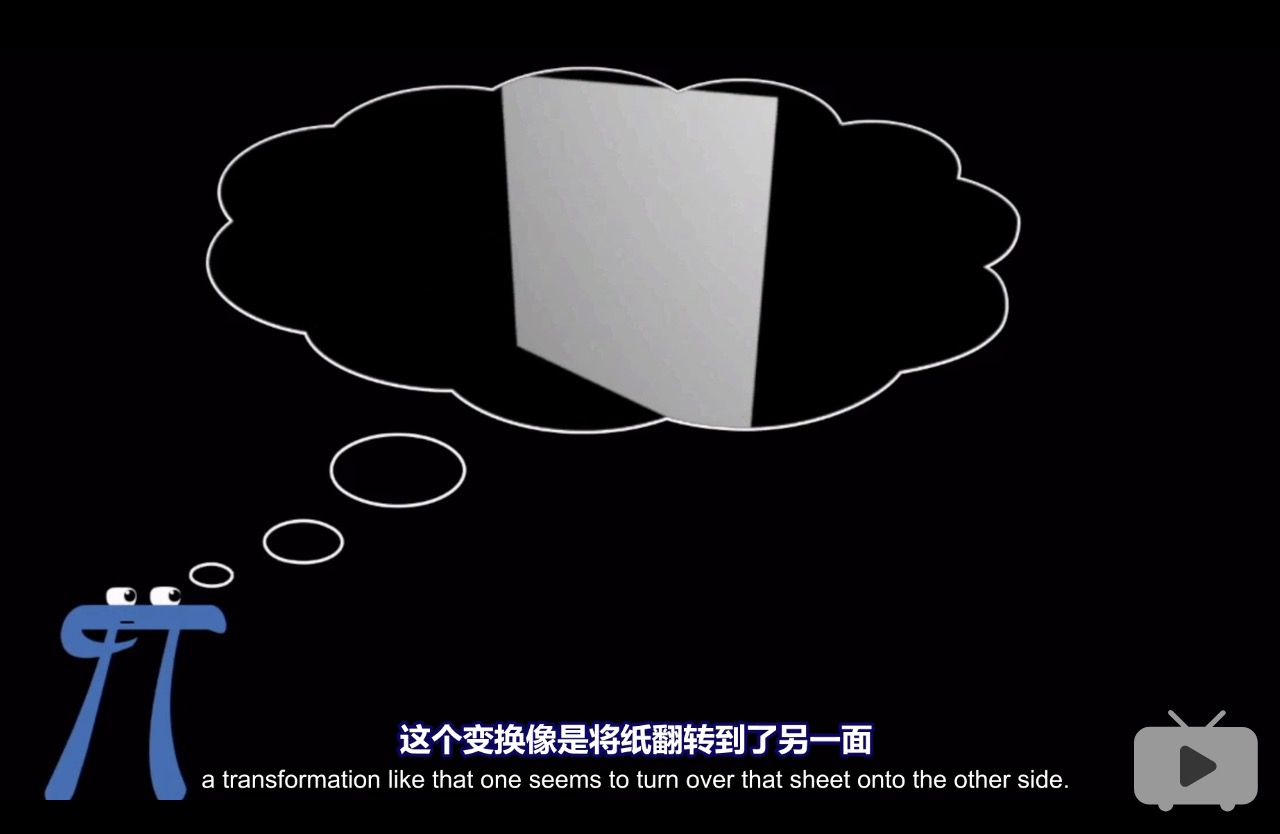 这个变换像是将纸翻转到了另一面
a transformation like that one seems to turn over that sheet onto the other side.